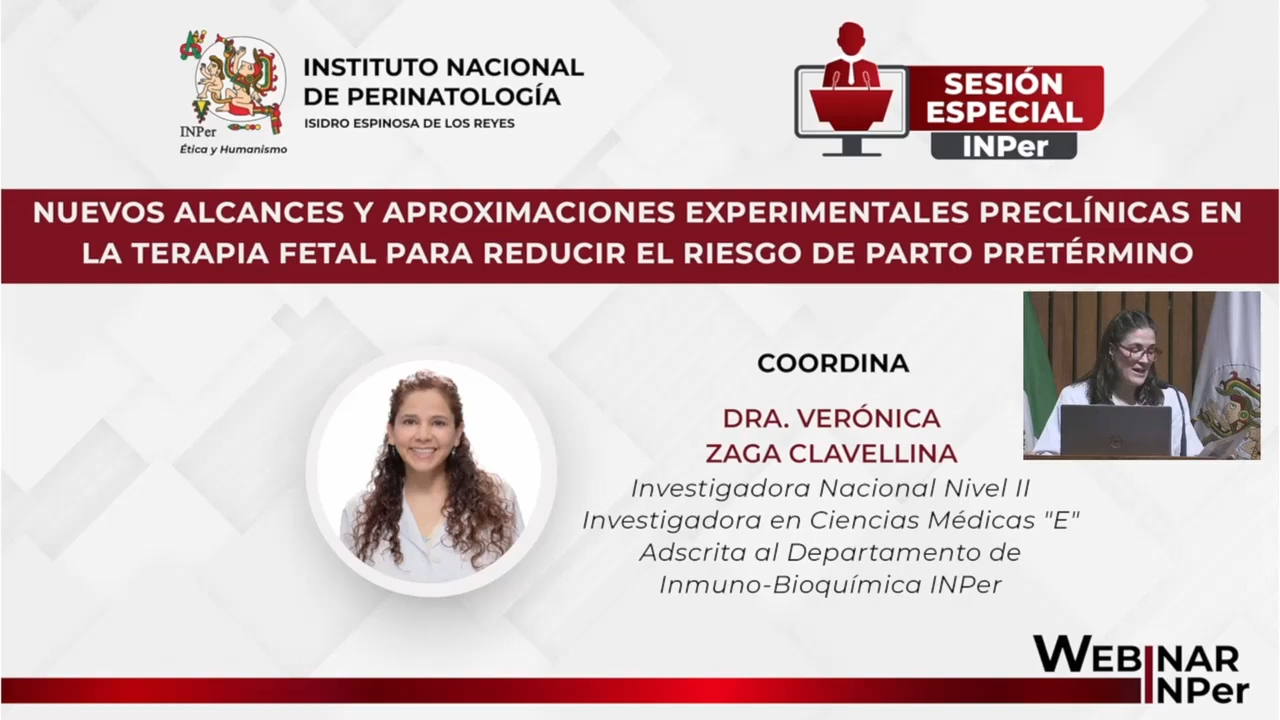 INPer
Ética y Humanismo
INSTITUTO NACIONAL
DE PERINATOLOGÍA
ISIDRO ESPINOSA DE LOS REYES
SESIÓN
ESPECIAL
INPer
NUEVOS ALCANCES Y APROXIMACIONES EXPERIMENTALES PRECLÍNICAS EN
LA TERAPIA FETAL PARA REDUCIR EL RIESGO DE PARTO PRETÉRMINO
COORDINA
DRA. VERÓNICA
ZAGA CLAVELLINA
Investigadora Nacional Nivel II
Investigadora en Ciencias Médicas "E"
Adscrita al Departamento de
Inmuno-Bioquímica INPer
WEBINAR
INPer